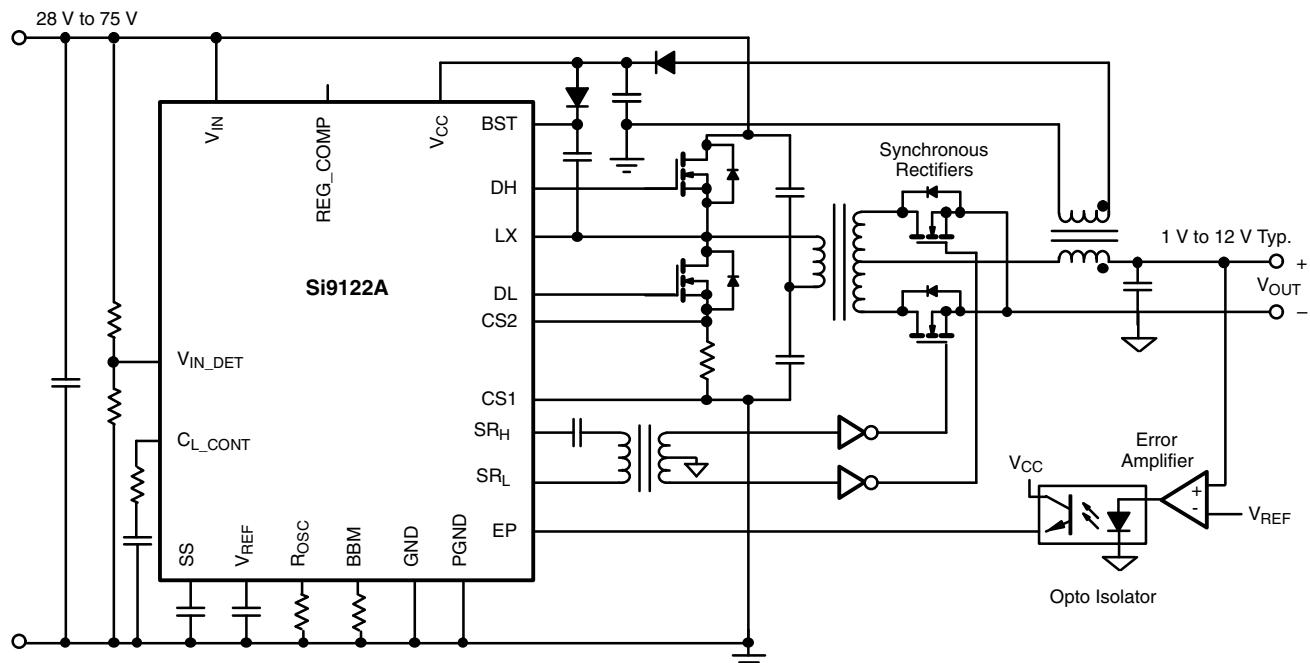 28 V to 75 V
VIN
REG_COMP
VCC
BST
DH
LX
Si9122A
DL
CS2
VIN_DET
CS1
CL_CONT
SRH
SRL
EP
SS
VREF
ROSC
BBM
GND
PGND
Synchronous
Rectifiers
1 V to 12 V Typ.
+
VOUT
–
Error
Amplifier
VCC
+
-
VREF
Opto Isolator